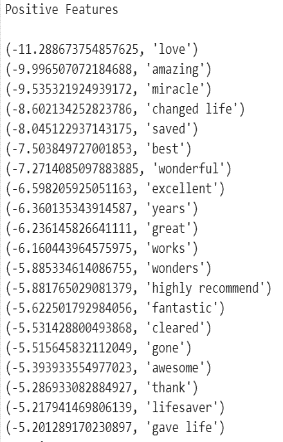 Positive Features
(-11.288673754857625, 'love')
(-9.996507072184688, 'amazing')
(-9.535321924939172, 'miracle')
(-8.602134252823786, 'changed life')
(-8.045122937143175, 'saved')
(-7.503849727001853, 'best')
(-7.2714085097883885, 'wonderful')
(-6.598205925051163, 'excellent')
(-6.360135343914587, 'years')
(-6.236145826641111, 'great')
(-6.160443964575975, 'works')
(-5.885334614086755, 'wonders')
(-5.881765029081379, 'highly recommend')
(-5.622501792984056, 'fantastic')
(-5.531428800493868, 'cleared')
(-5.515645832112049, 'gone')
(-5.393933554977023, 'awesome')
(-5.286933082884927, 'thank')
(-5.217941469806139, 'lifesaver')
(-5.201289170230897, 'gave life')